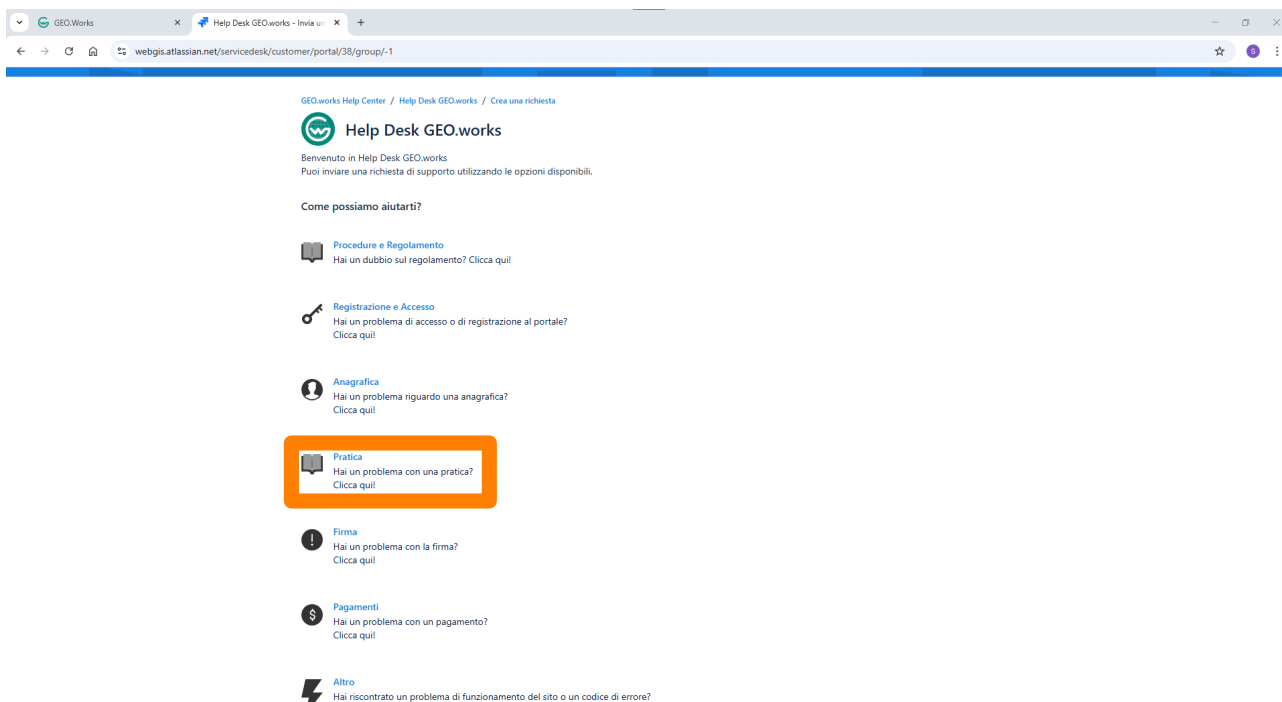 GEO.Works
Help Desk GEO.works - Invia un
webgis.atlassian.net/servicedesk/customer/portal/38/group/-1
S
GEO.works Help Center / Help Desk GEO.works / Crea una richiesta
Help Desk GEO.works
Benvenuto in Help Desk GEO.works
Puoi inviare una richiesta di supporto utilizzando le opzioni disponibili.
Come possiamo aiutarti?
Procedure e Regolamento
Hai un dubbio sul regolamento? Clicca qui!
Registrazione e Accesso
Hai un problema di accesso o di registrazione al portale?
Clicca qui!
Anagrafica
Hai un problema riguardo una anagrafica?
Clicca qui!
Pratica
Hai un problema con una pratica?
Clicca qui!
Firma
Hai un problema con la firma?
Clicca qui!
Pagamenti
Hai un problema con un pagamento?
Clicca qui!
Altro
Hai riscontrato un problema di funzionamento del sito o un codice di errore?